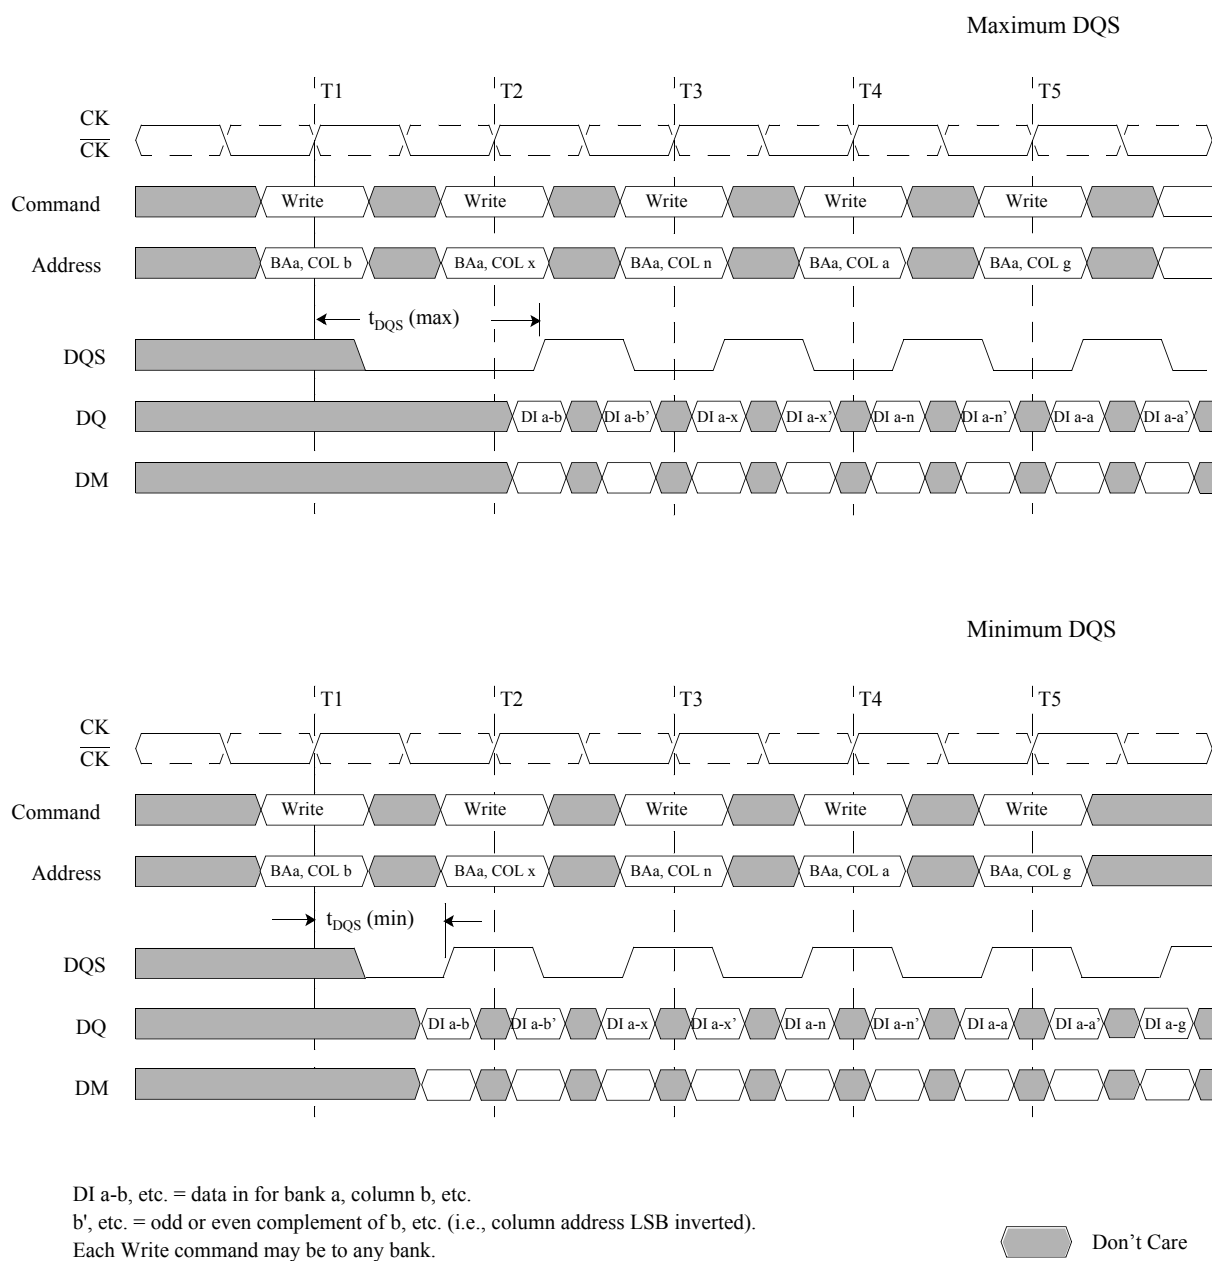 Maximum DQS
T1 T2 T3 T4 T5
CK
CK
Command Write Write Write Write Write
Address BAa, COL b BAa, COL x BAa, COL n BAa, COL a BAa, COL g
tDQS (max)
DQS
DQ DI a-b DI a-b’ DI a-x DI a-x’ DI a-n DI a-n’ DI a-a DI a-a’
DM
Minimum DQS
T1 T2 T3 T4 T5
CK
CK
Command Write Write Write Write Write
Address BAa, COL b BAa, COL x BAa, COL n BAa, COL a BAa, COL g
tDQS (min)
DQS
DQ DI a-b DI a-b’ DI a-x DI a-x’ DI a-n DI a-n’ DI a-a DI a-a’ DI a-g
DM
DI a-b, etc. = data in for bank a, column b, etc.
b', etc. = odd or even complement of b, etc. (i.e., column address LSB inverted).
Each Write command may be to any bank.
Don’t Care